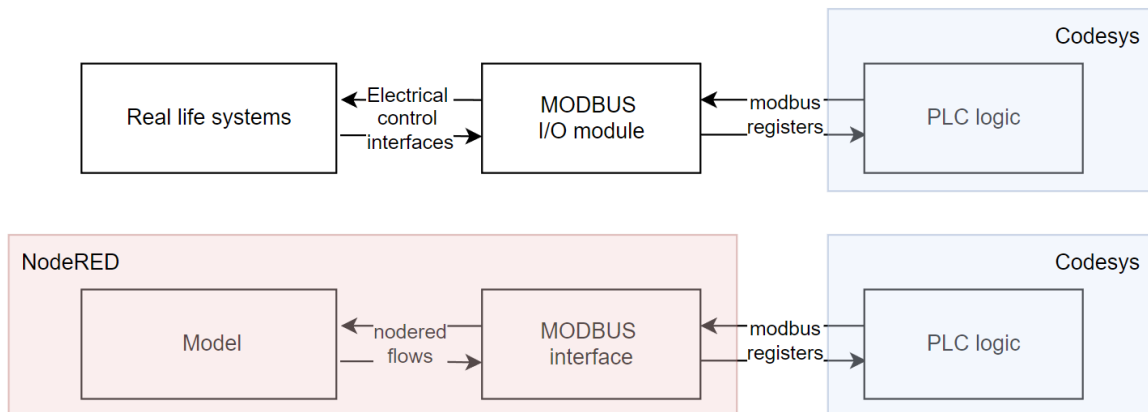 Codesys
Real life systems
Electrical
control
interfaces
MODBUS
I/O module
modbus
registers
PLC logic
NodeRED
Codesys
Model
nodered
flows
MODBUS
interface
modbus
registers
PLC logic